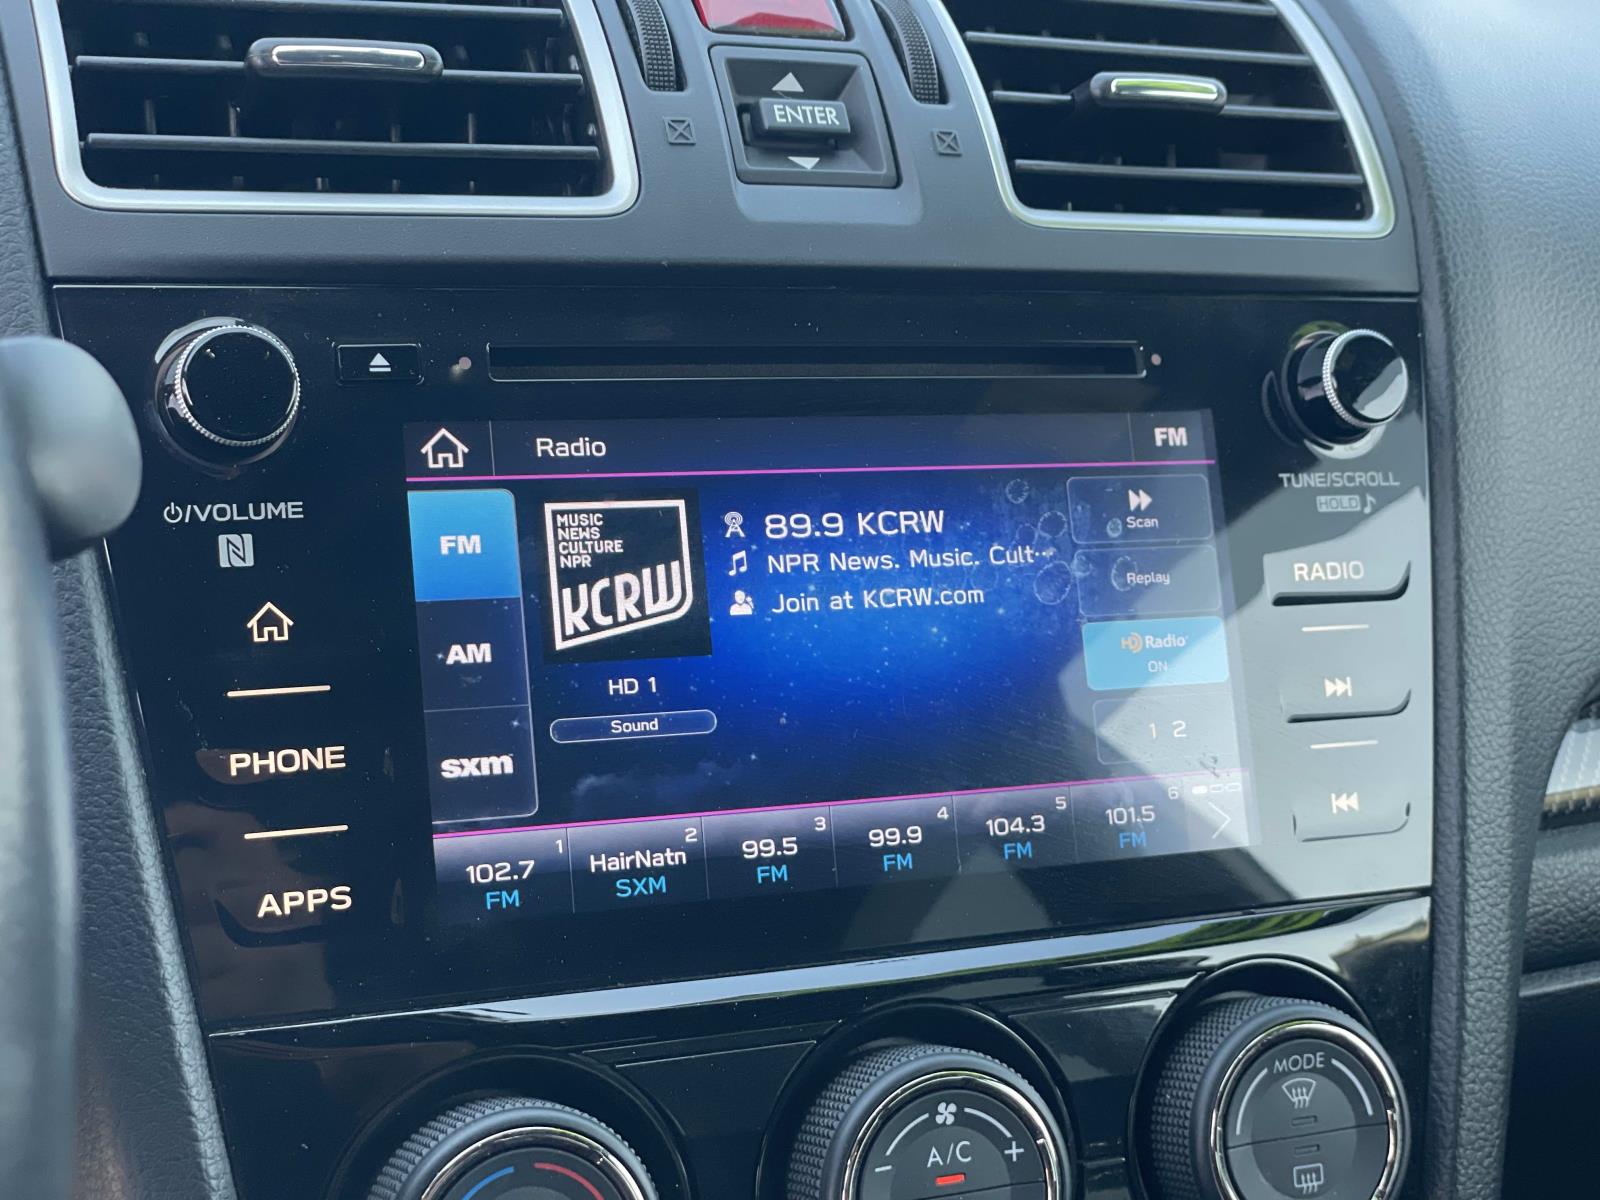 ENTER
/VOLUME
PHONE
APPS
Radio
FM
FM
AM
sxm
MUSIC
NEWS
CULTURE
NPR
KCRW
HD 1
Sound
89.9 KCRW
NPR News. Music. Cult···
Join at KCRW.com
Scan
Replay
HD Radio
ON
1 2
1
102.7
FM
2
HairNatn
SXM
3
99.5
FM
4
99.9
FM
5
104.3
FM
6
101.5
FM
TUNE/SCROLL
HOLD
RADIO
A/C
- +
MODE